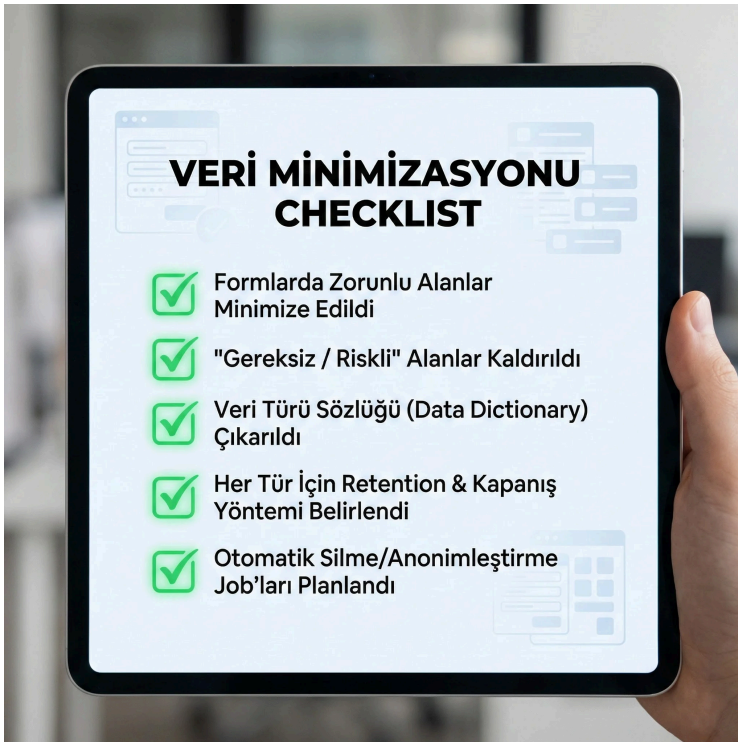 VERİ MİNİMİZASYONU
CHECKLIST
Formlarda Zorunlu Alanlar
Minimize Edildi
"Gereksiz / Riskli" Alanlar Kaldırıldı
Veri Türü Sözlüğü (Data Dictionary)
Çıkarıldı
Her Tür İçin Retention & Kapanış
Yöntemi Belirlendi
Otomatik Silme/Anonimleştirme
Job’ları Planlandı